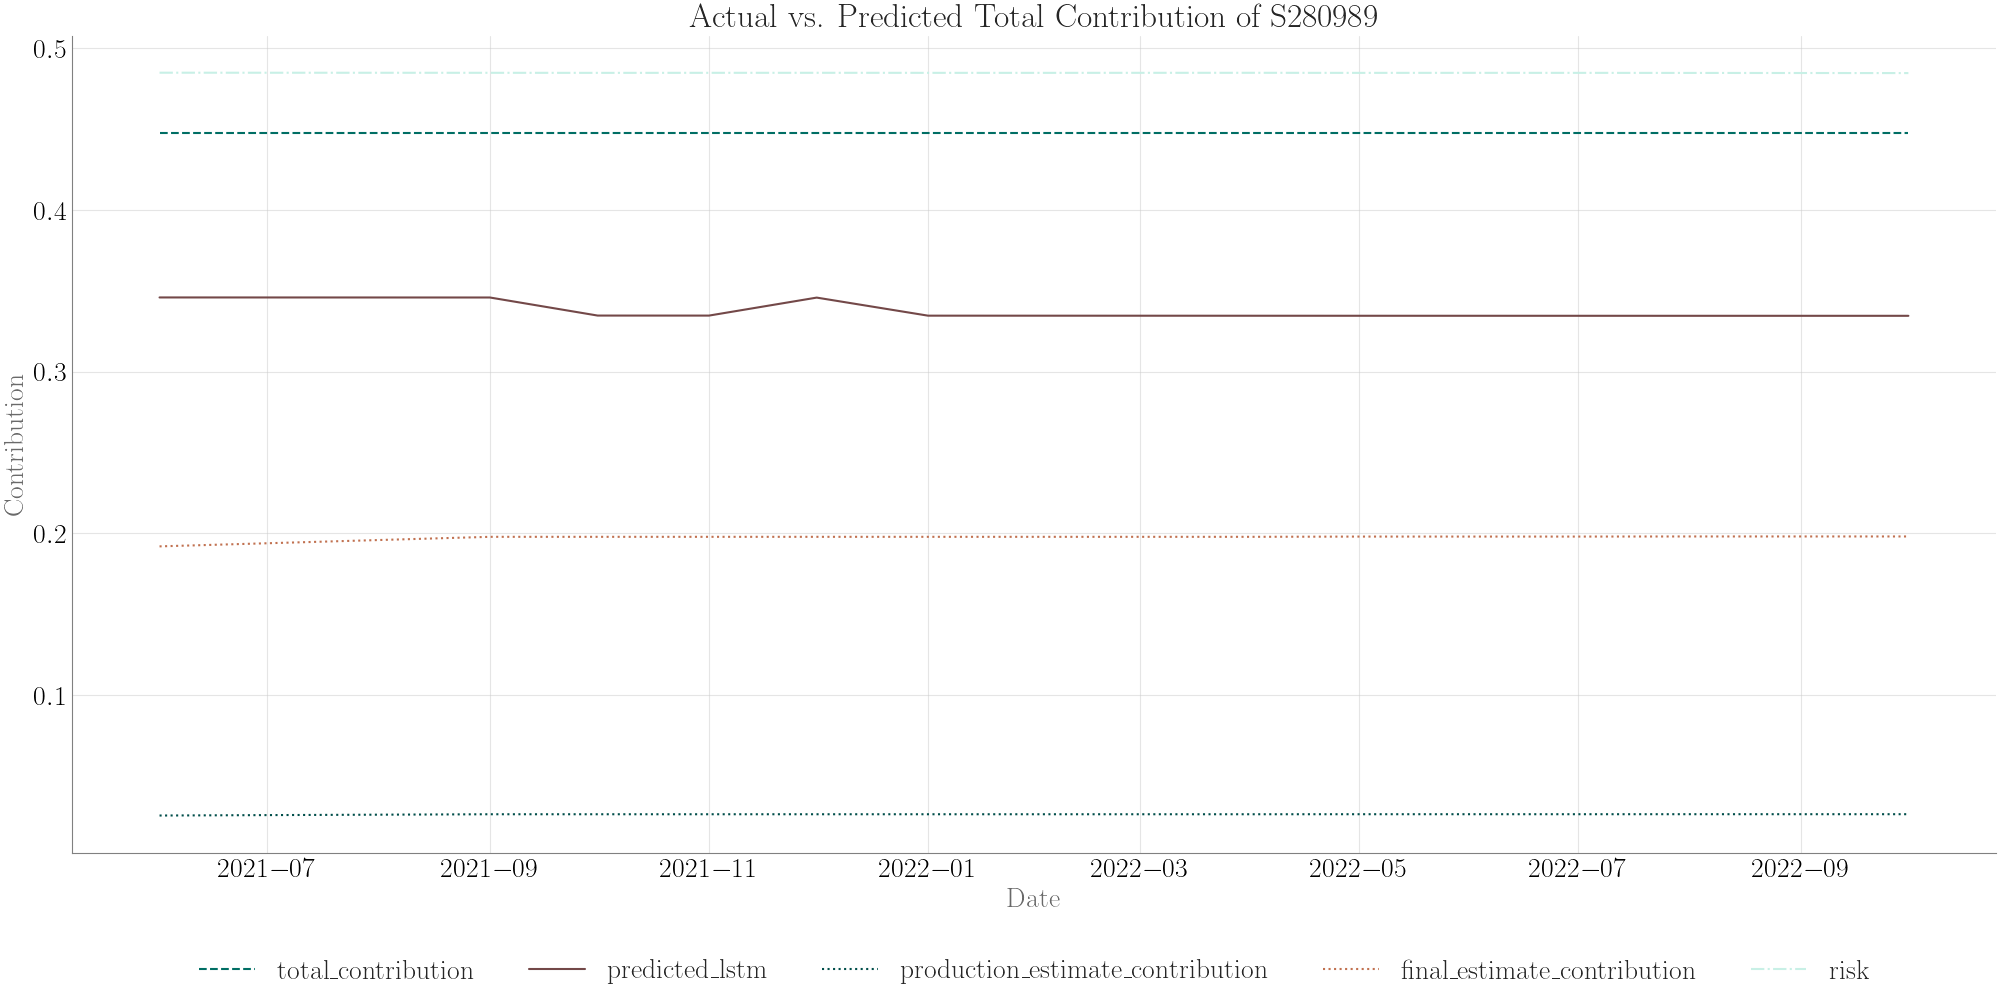 Actual vs. Predicted Total Contribution of S280989
0.5
0.4
0.3
0.2
0.1
Contribution
2021−07 2021−09 2021−11 2022−01 2022−03 2022−05 2022−07 2022−09
Date
total_contribution predicted_lstm production_estimate_contribution final_estimate_contribution risk